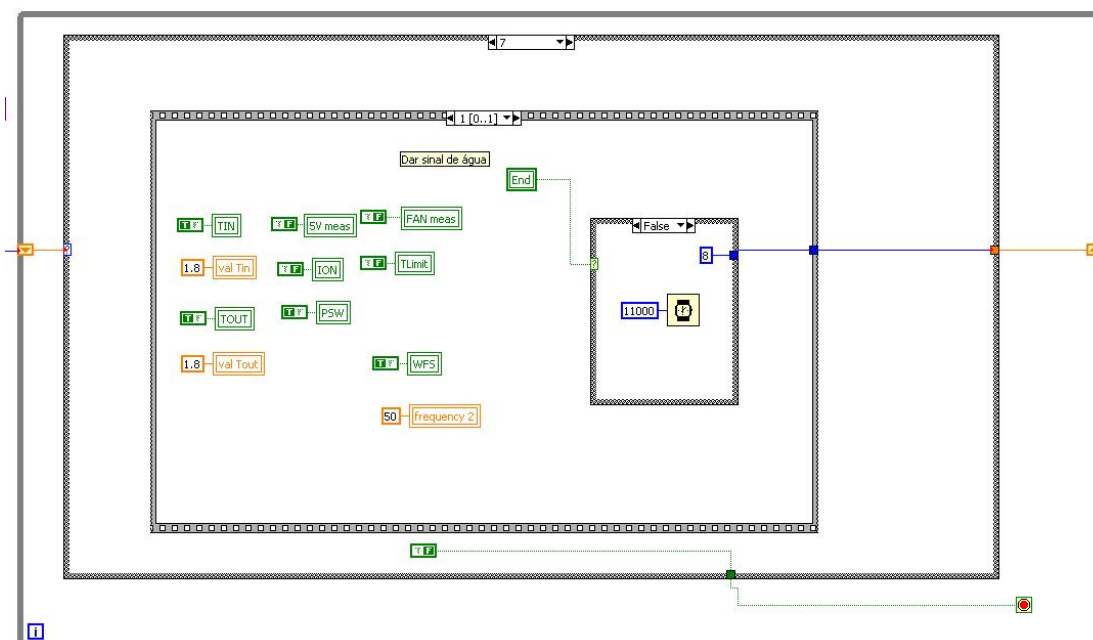 7
1 [0..1]
Dar sinal de água
End
T F TIN
T F 5V meas
T F FAN meas
False
1.8 val Tin
T F ION
T F TLimit
8
T F TOUT
T F PSW
11000
1.8 val Tout
T F WFS
50 frequency 2
T F
i